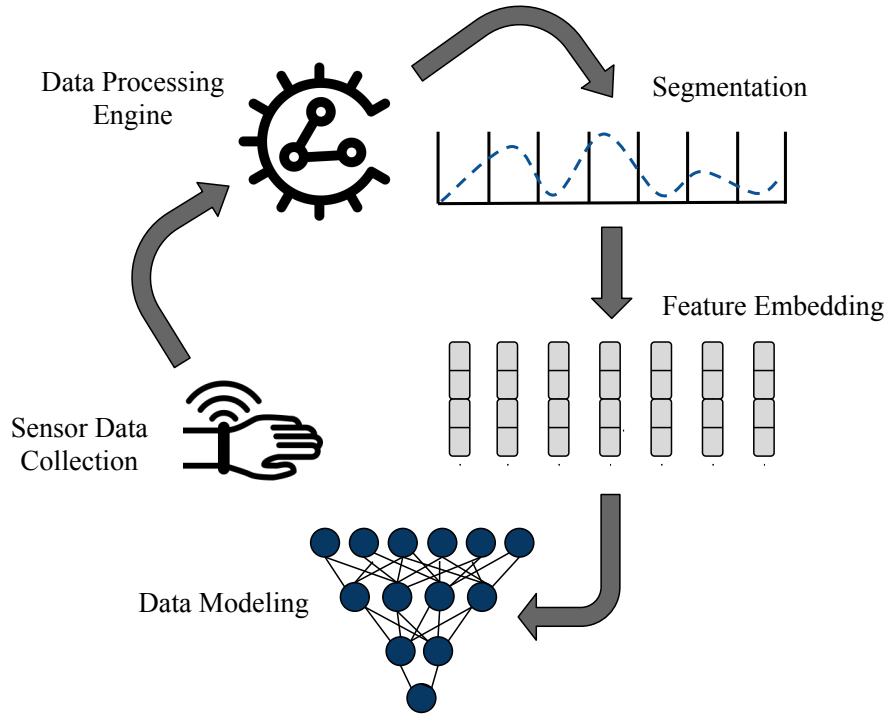 Data Processing
Engine
Segmentation
Feature Embedding
Sensor Data
Collection
Data Modeling